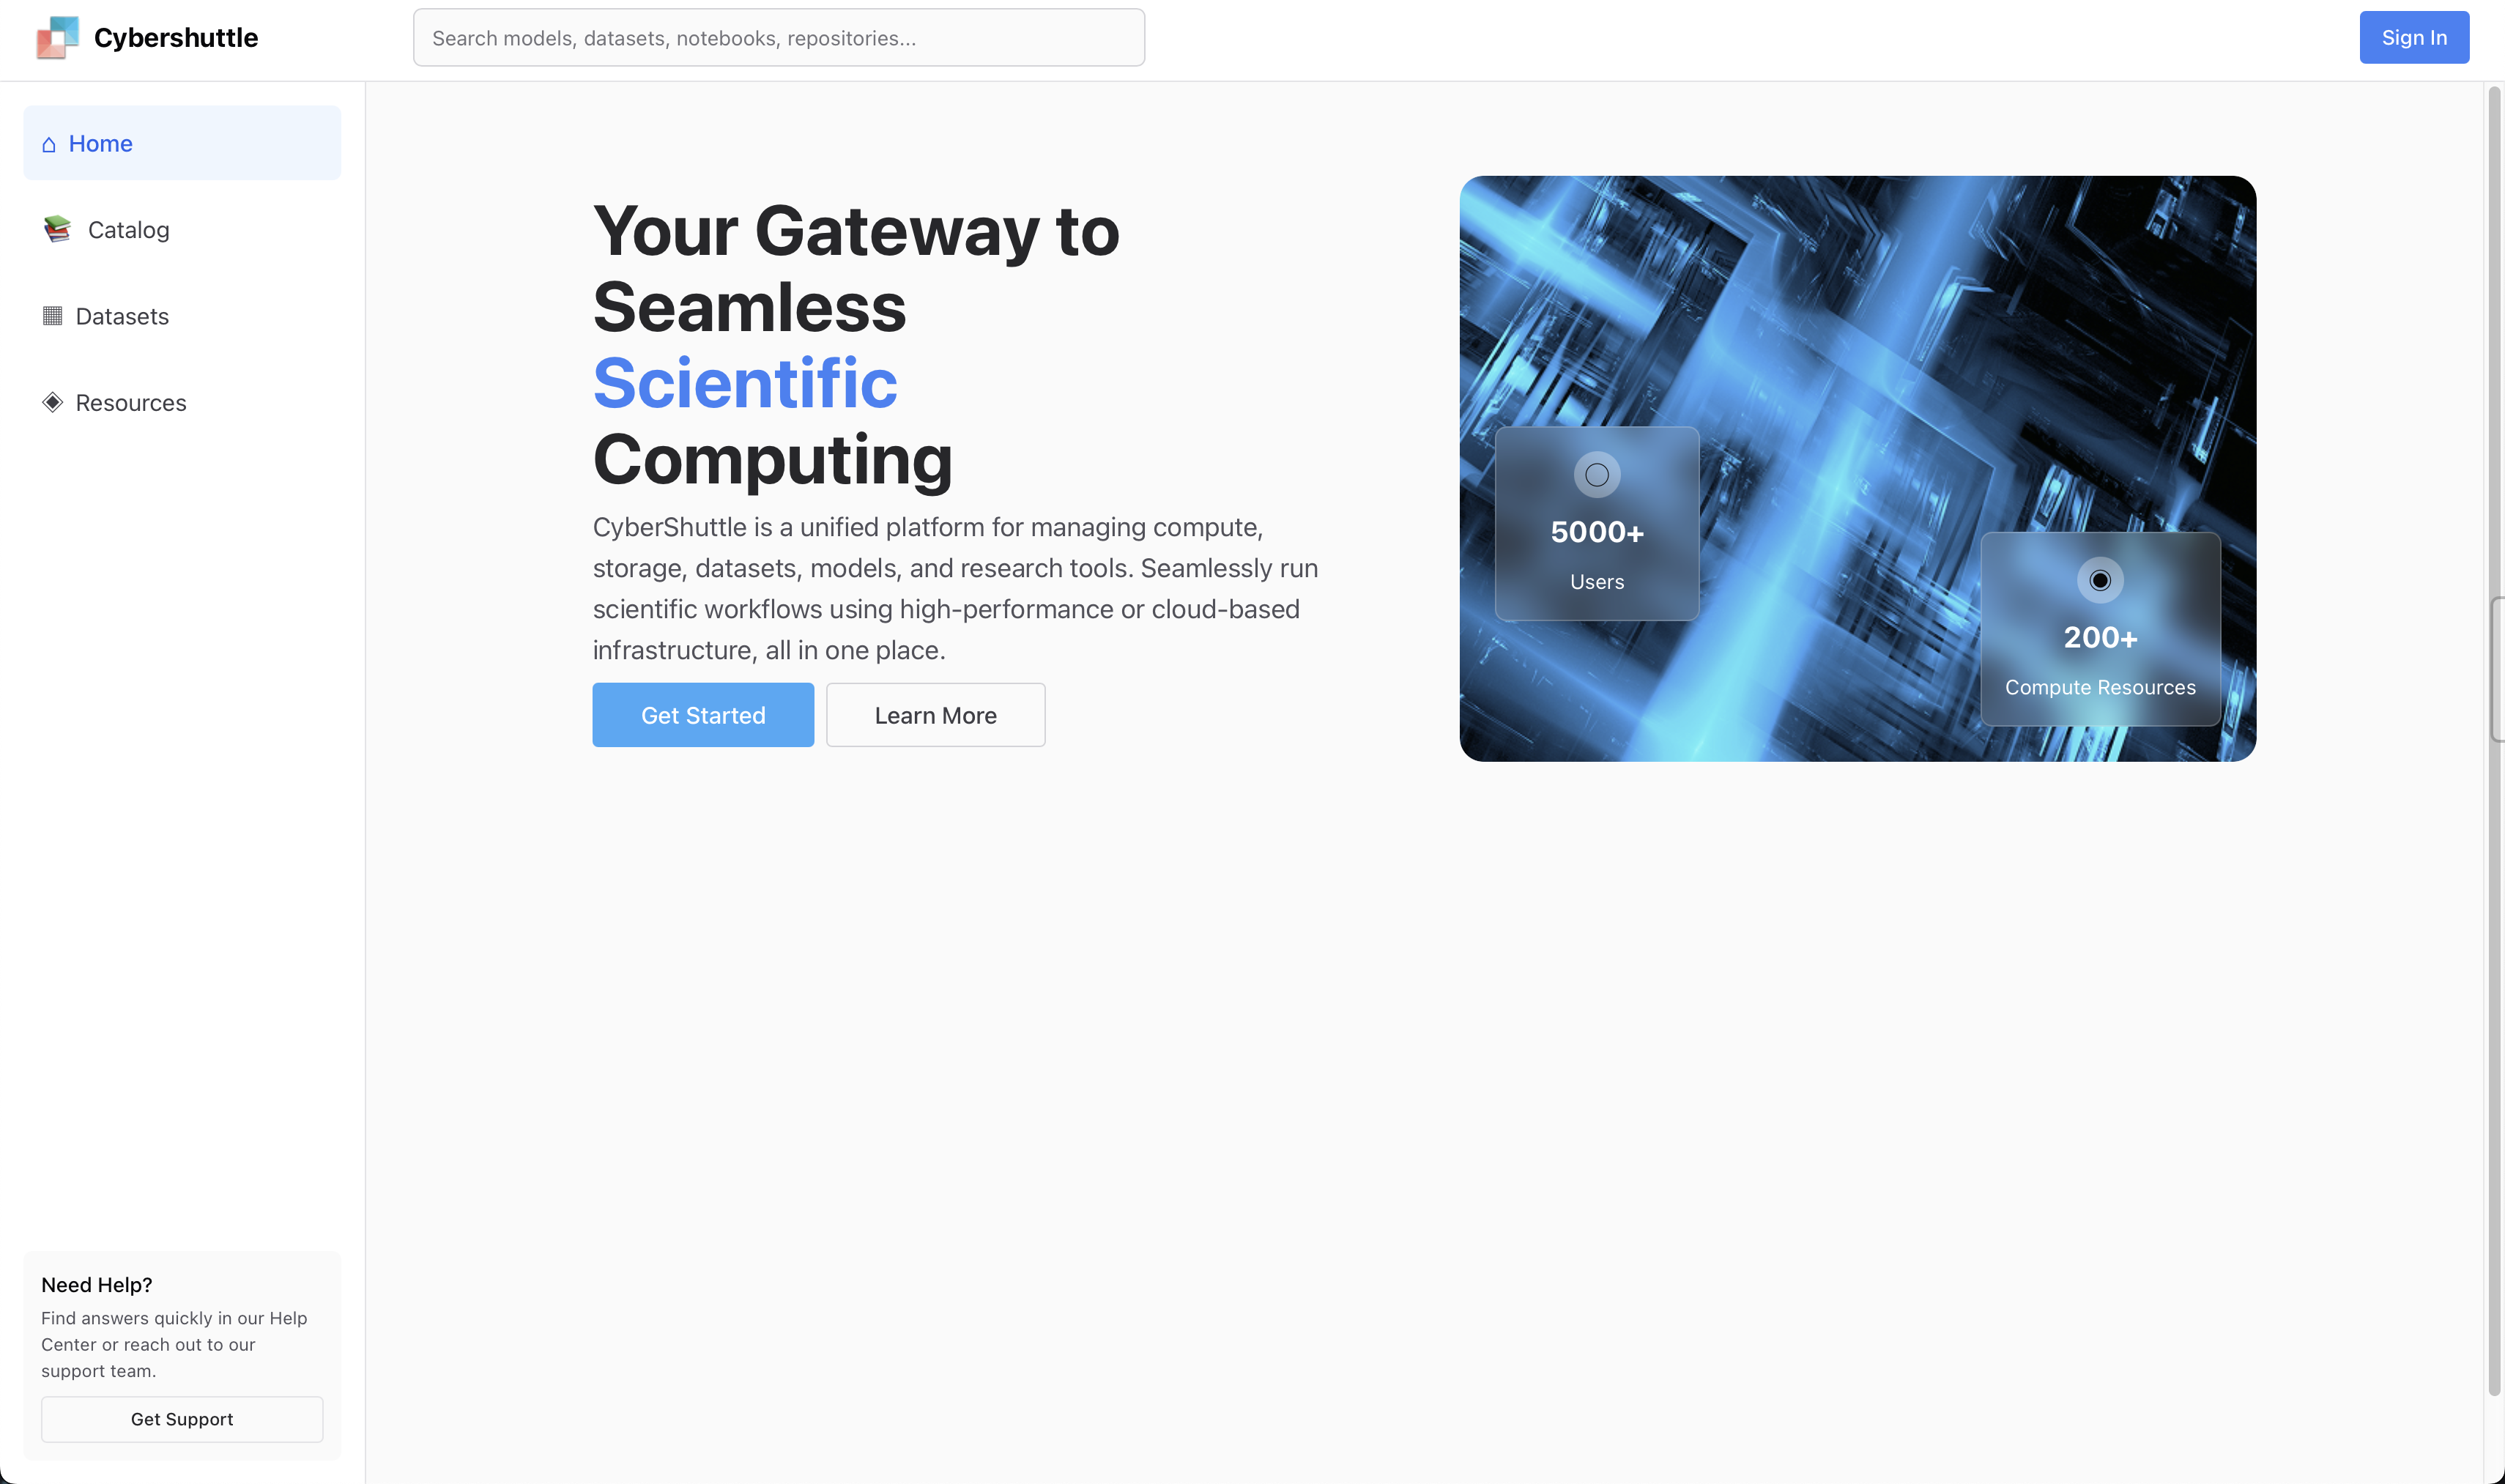 Cybershuttle
Search models, datasets, notebooks, repositories...
Sign In
Home
Catalog
Datasets
Resources
Your Gateway to
Seamless
Scientific
Computing
CyberShuttle is a unified platform for managing compute,
storage, datasets, models, and research tools. Seamlessly run
scientific workflows using high-performance or cloud-based
infrastructure, all in one place.
Get Started
Learn More
5000+
Users
200+
Compute Resources
Need Help?
Find answers quickly in our Help
Center or reach out to our
support team.
Get Support